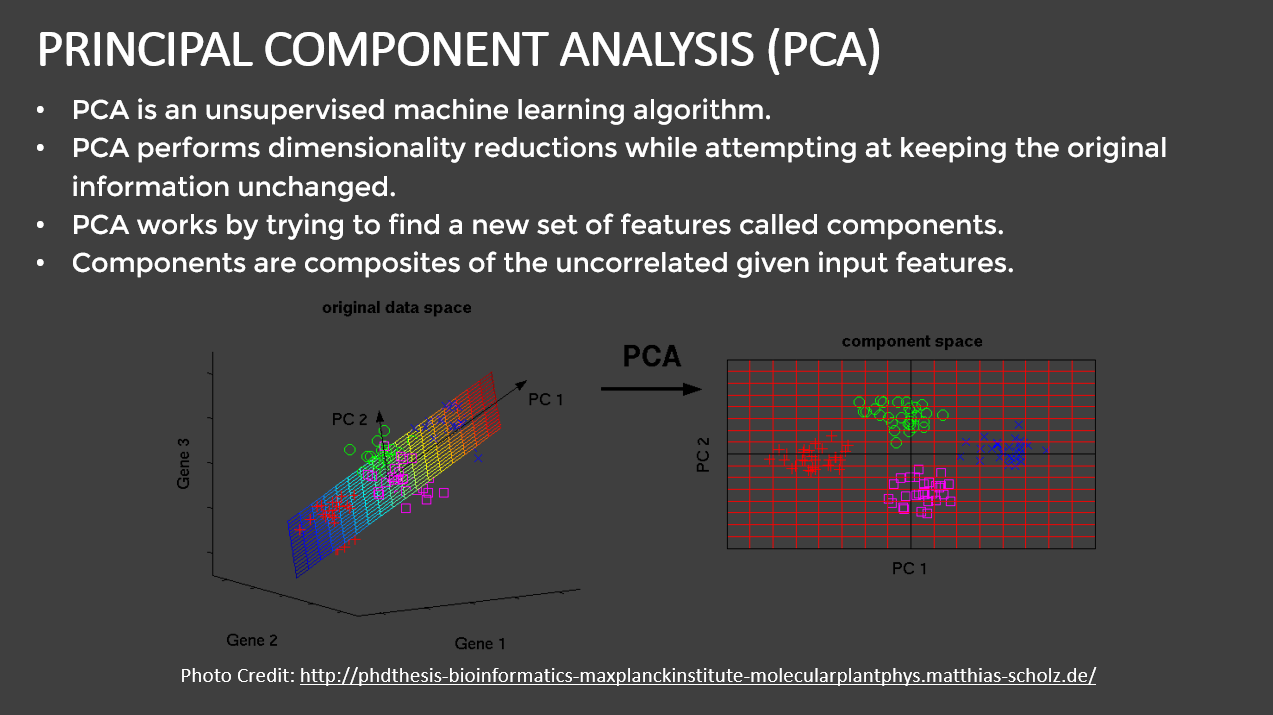 PRINCIPAL COMPONENT ANALYSIS (PCA)
• PCA is an unsupervised machine learning algorithm.
• PCA performs dimensionality reductions while attempting at keeping the original
information unchanged.
• PCA works by trying to find a new set of features called components.
• Components are composites of the uncorrelated given input features.
original data space
PCA
component space
PC 1
PC 2
Gene 3
PC 2
PC 1
Gene 2
Gene 1
Photo Credit: http://phdthesis-bioinformatics-maxplanckinstitute-molecularplantphys.matthias-scholz.de/